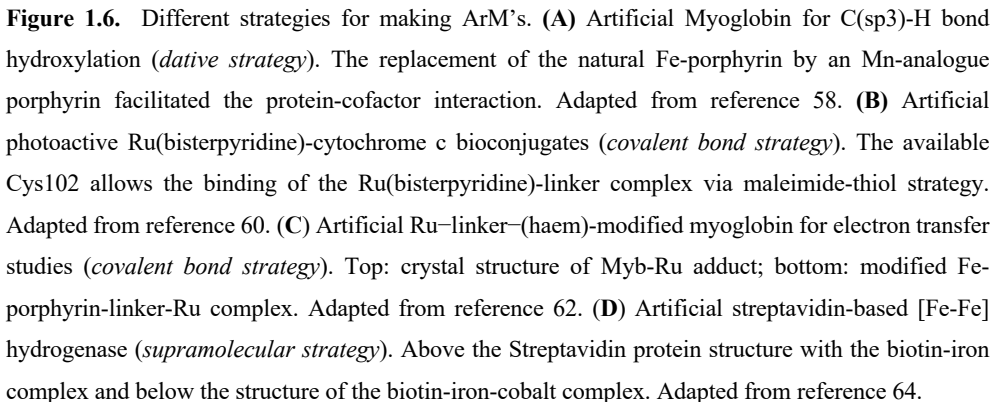 Figure 1.6. Different strategies for making ArM's. (A) Artificial Myoglobin for C(sp3)-H bond
hydroxylation (dative strategy). The replacement of the natural Fe-porphyrin by an Mn-analogue
porphyrin facilitated the protein-cofactor interaction. Adapted from reference 58. (B) Artificial
photoactive Ru(bisterpyridine)-cytochrome c bioconjugates (covalent bond strategy). The available
Cys102 allows the binding of the Ru(bisterpyridine)-linker complex via maleimide-thiol strategy.
Adapted from reference 60. (C) Artificial Ru−linker−(haem)-modified myoglobin for electron transfer
studies (covalent bond strategy). Top: crystal structure of Myb-Ru adduct; bottom: modified Fe-
porphyrin-linker-Ru complex. Adapted from reference 62. (D) Artificial streptavidin-based [Fe-Fe]
hydrogenase (supramolecular strategy). Above the Streptavidin protein structure with the biotin-iron
complex and below the structure of the biotin-iron-cobalt complex. Adapted from reference 64.